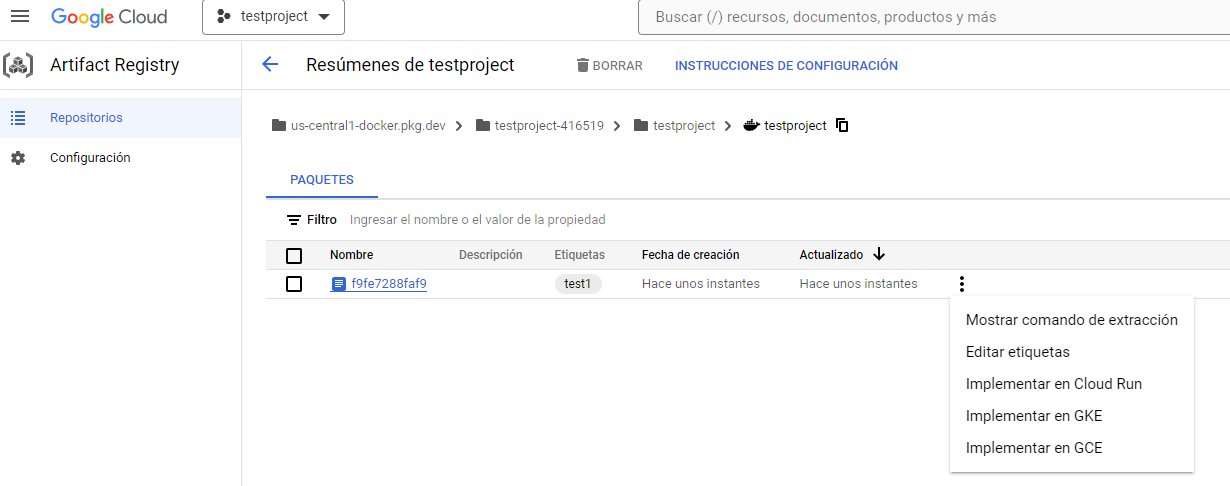 Google Cloud
testproject
Buscar (/) recursos, documentos, productos y más
Artifact Registry
Resúmenes de testproject
BORRAR
INSTRUCCIONES DE CONFIGURACIÓN
Repositorios
Configuración
us-central1-docker.pkg.dev
testproject-416519
testproject
testproject
PAQUETES
Filtro
Ingresar el nombre o el valor de la propiedad
Nombre
Descripción
Etiquetas
Fecha de creación
Actualizado
f9fe7288faf9
test1
Hace unos instantes
Hace unos instantes
Mostrar comando de extracción
Editar etiquetas
Implementar en Cloud Run
Implementar en GKE
Implementar en GCE